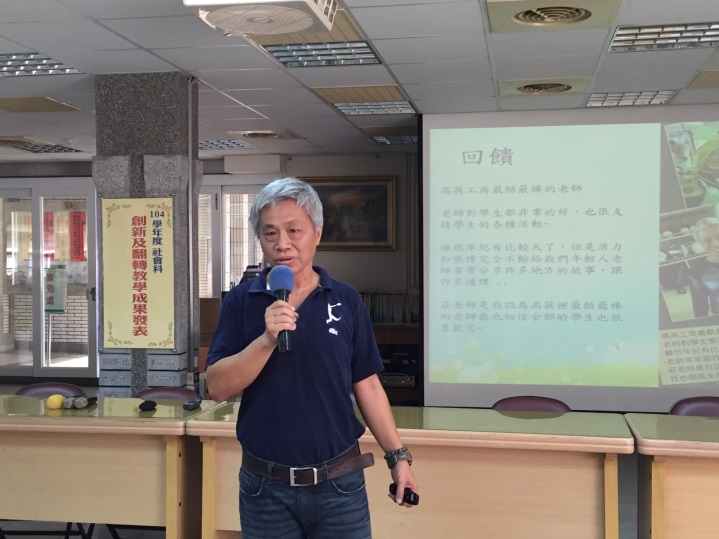 104 學年度 社會科
創新及翻轉教學成果發表
回饋
高英工商最酷最棒的老師
老師對學生都非常的好，也很支
持學生的各種活動~
雖然年紀有比較大了，但是活力
和熱情完全不輸給我們年輕人老
師常常分享許多地方的故事，跟
許多道理...
莊老師是我認為高英裡最酷最棒
的老師我也相信全部的學生也很
喜歡您~